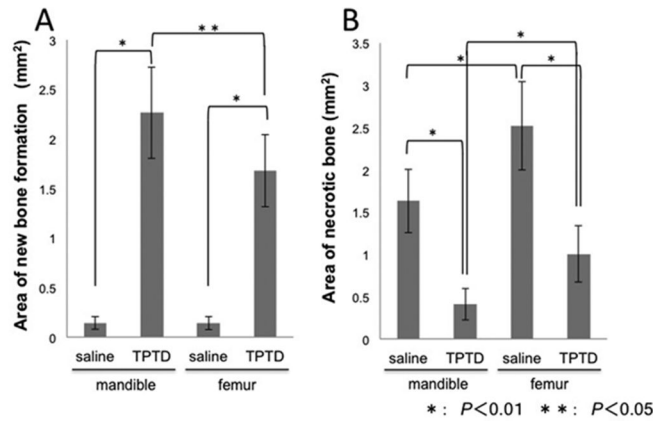 A
Area of new bone formation (mm²)
3
2.5
2
1.5
1
0.5
0
*
**
*
saline TPTD saline TPTD
mandible femur
B
Area of necrotic bone (mm²)
3.5
3
2.5
2
1.5
1
0.5
0
*
*
*
*
saline TPTD saline TPTD
mandible femur
*: P<0.01 **: P<0.05